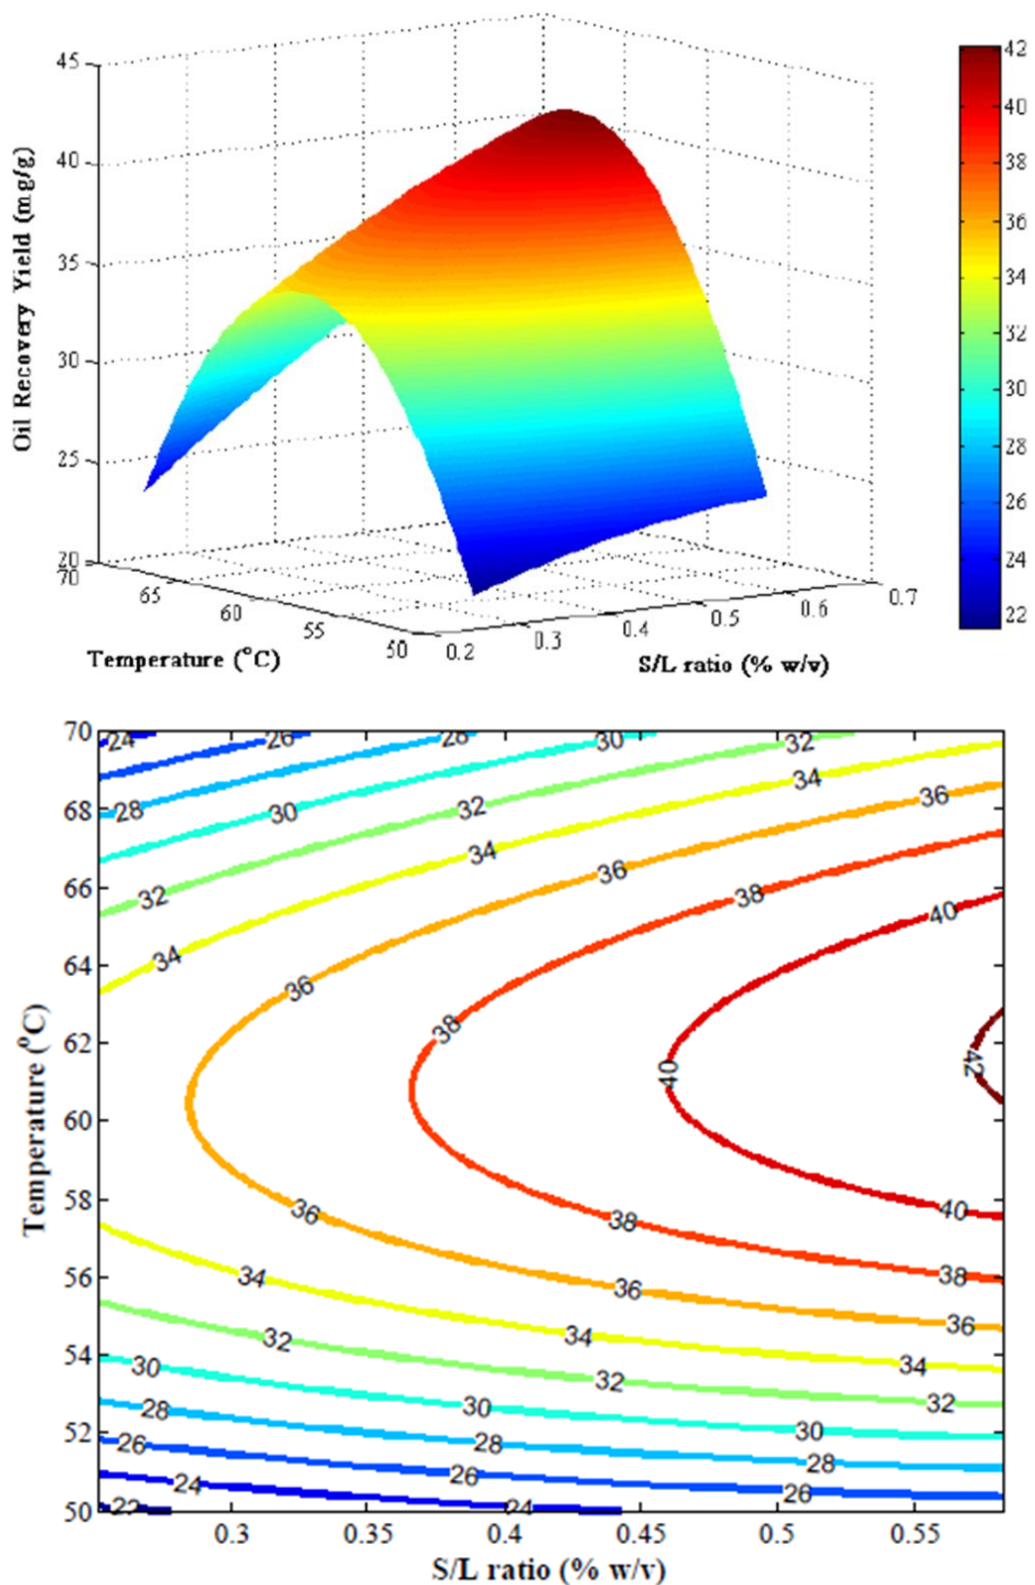 45
40
35
30
25
20
Oil Recovery Yield (mg/g)
70
65
60
55
50
Temperature (°C)
0.2
0.3
0.4
0.5
0.6
0.7
S/L ratio (% w/v)
42
40
38
36
34
32
30
28
26
24
22
70
68
66
64
62
60
58
56
54
52
50
Temperature (°C)
24 26 28 30 32
28 30 32 34 36
32 34 36 38 40
34 36 38 40 42
36 38 40
34 36 38
32 34 36
30 32 34
28 30 32
26 28 30
24 26 28
22 24 26
0.3 0.35 0.4 0.45 0.5 0.55
S/L ratio (% w/v)